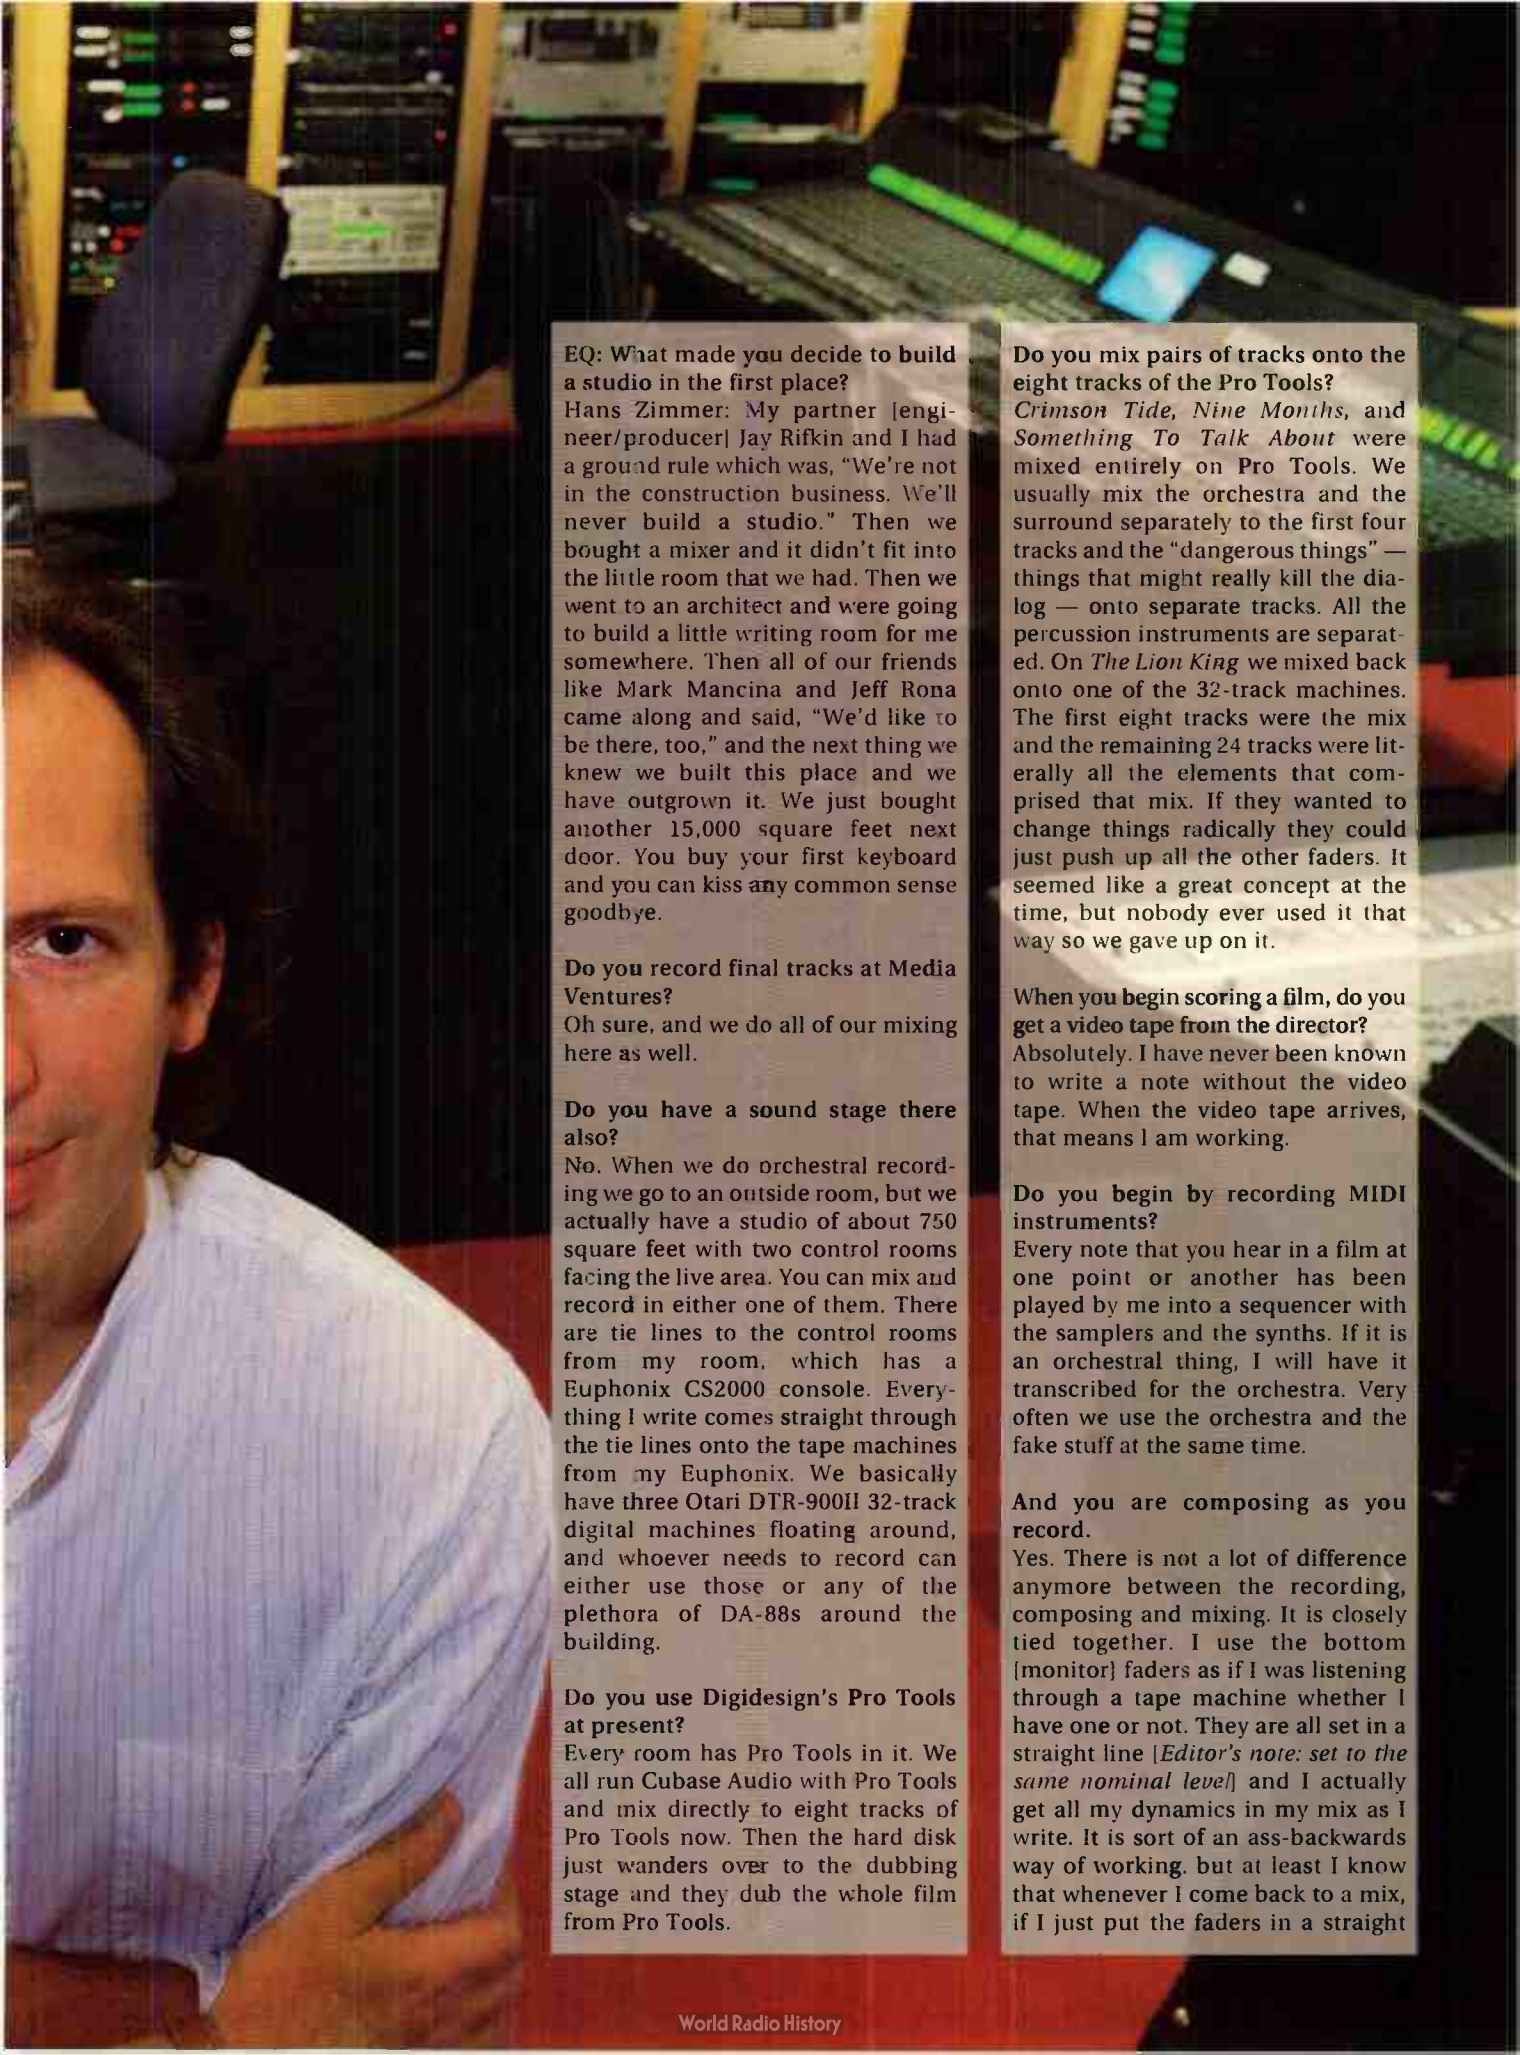 EQ: What made you decide to build
a studio in the first place?
Hans Zimmer: My partner [engi-
neer/producer] Jay Rifkin and I had
a ground rule which was, “We're not
in the construction business. We'll
never build a studio.” Then we
bought a mixer and it didn't fit into
the little room that we had. Then we
went to an architect and were going
to build a little writing room for me
somewhere. Then all of our friends
like Mark Mancina and Jeff Rona
came along and said, “We'd like to
be there, too,” and the next thing we
knew we built this place and we
have outgrown it. We just bought
another 15,000 square feet next
door. You buy your first keyboard
and you can kiss any common sense
goodbye.
Do you record final tracks at Media
Ventures?
Oh sure, and we do all of our mixing
here as well.
Do you have a sound stage there
also?
No. When we do orchestral record-
ing we go to an outside room, but we
actually have a studio of about 750
square feet with two control rooms
facing the live area. You can mix and
record in either one of them. There
are tie lines to the control rooms
from my room, which has a
Euphonix CS2000 console. Every-
thing I write comes straight through
the tie lines onto the tape machines
from my Euphonix. We basically
have three Otari DTR-900II 32-track
digital machines floating around,
and whoever needs to record can
either use those or any of the
plethora of DA-88s around the
building.
Do you use Digidesign's Pro Tools
at present?
Every room has Pro Tools in it. We
all run Cubase Audio with Pro Tools
and mix directly to eight tracks of
Pro Tools now. Then the hard disk
just wanders over to the dubbing
stage and they dub the whole film
from Pro Tools.
Do you mix pairs of tracks onto the
eight tracks of the Pro Tools?
Crimson Tide, Nine Months, and
Something To Talk About were
mixed entirely on Pro Tools. We
usually mix the orchestra and the
surround separately to the first four
tracks and the “dangerous things” —
things that might really kill the dia-
log — onto separate tracks. All the
percussion instruments are separat-
ed. On The Lion King we mixed back
onto one of the 32-track machines.
The first eight tracks were the mix
and the remaining 24 tracks were lit-
erally all the elements that com-
prised that mix. If they wanted to
change things radically they could
just push up all the other faders. It
seemed like a great concept at the
time, but nobody ever used it that
way so we gave up on it.
When you begin scoring a film, do you
get a video tape from the director?
Absolutely. I have never been known
to write a note without the video
tape. When the video tape arrives,
that means I am working.
Do you begin by recording MIDI
instruments?
Every note that you hear in a film at
one point or another has been
played by me into a sequencer with
the samplers and the synths. If it is
an orchestral thing, I will have it
transcribed for the orchestra. Very
often we use the orchestra and the
fake stuff at the same time.
And you are composing as you
record.
Yes. There is not a lot of difference
anymore between the recording,
composing and mixing. It is closely
tied together. I use the bottom
[monitor] faders as if I was listening
through a tape machine whether I
have one or not. They are all set in a
straight line [Editor's note: set to the
same nominal level] and I actually
get all my dynamics in my mix as I
write. It is sort of an ass-backwards
way of working. but at least I know
that whenever I come back to a mix,
if I just put the faders in a straight
World Radio History